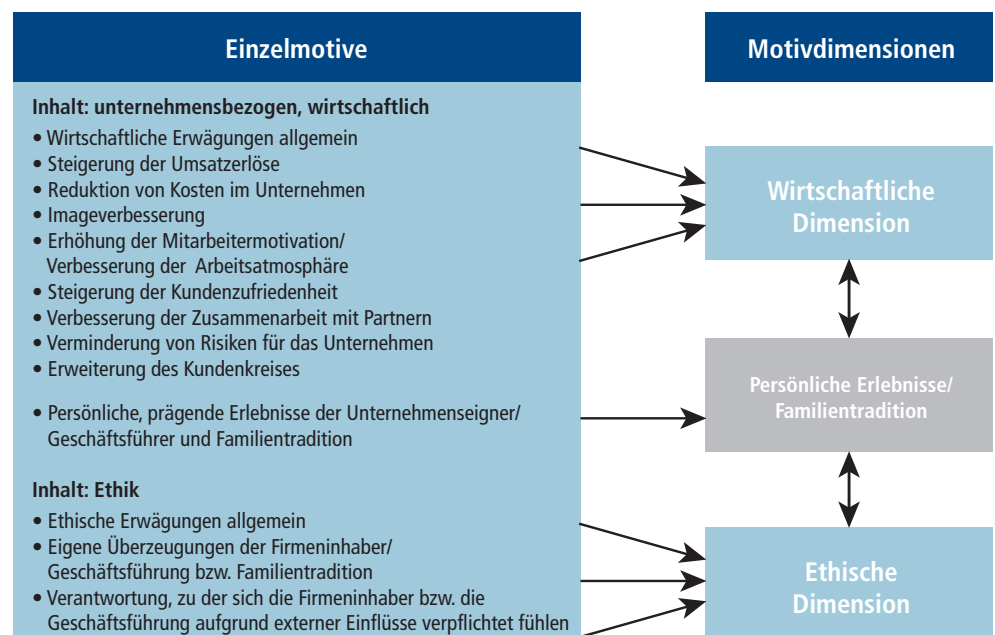 Einzelmotive
Inhalt: unternehmensbezogen, wirtschaftlich
• Wirtschaftliche Erwägungen allgemein
• Steigerung der Umsatzerlöse
• Reduktion von Kosten im Unternehmen
• Imageverbesserung
• Erhöhung der Mitarbeitermotivation/
Verbesserung der Arbeitsatmosphäre
• Steigerung der Kundenzufriedenheit
• Verbesserung der Zusammenarbeit mit Partnern
• Verminderung von Risiken für das Unternehmen
• Erweiterung des Kundenkreises
• Persönliche, prägende Erlebnisse der Unternehmenseigner/
Geschäftsführer und Familientradition
Inhalt: Ethik
• Ethische Erwägungen allgemein
• Eigene Überzeugungen der Firmeninhaber/
Geschäftsführung bzw. Familientradition
• Verantwortung, zu der sich die Firmeninhaber bzw. die
Geschäftsführung aufgrund externer Einflüsse verpflichtet fühlen
Motivdimensionen
Wirtschaftliche
Dimension
Persönliche Erlebnisse/
Familientradition
Ethische
Dimension